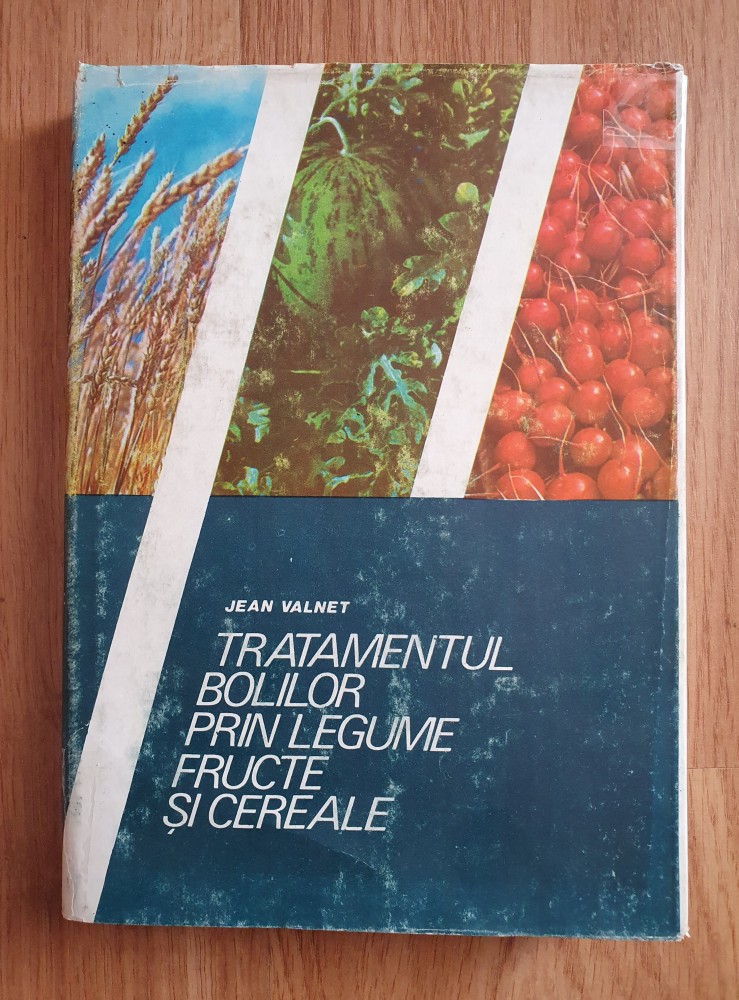 JEAN VALNET
TRATAMENTUL
BOLILOR
PRIN LEGUME
FRUCTE
ȘI CEREALE